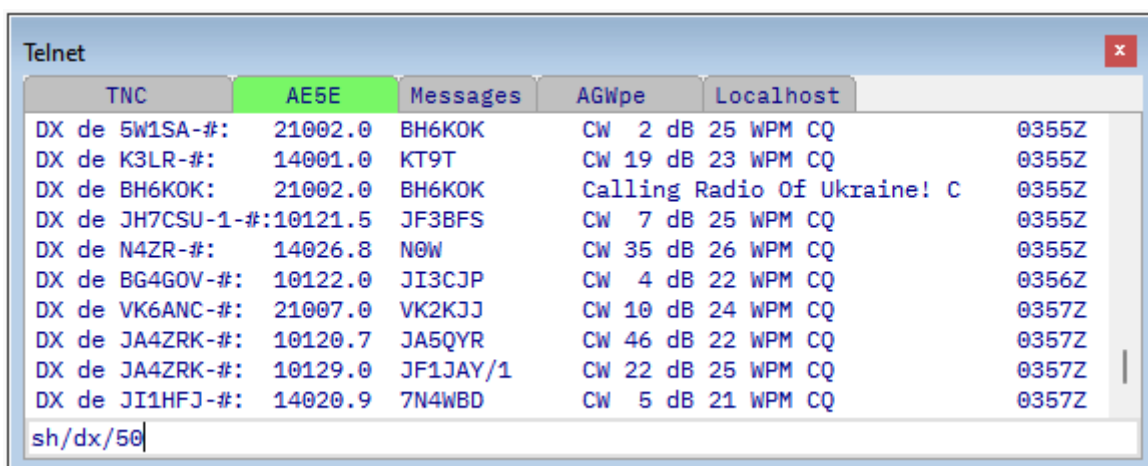 Telnet x
TNC AE5E Messages AGWpe Localhost
DX de 5W1SA-#: 21002.0 BH6KOK CW 2 dB 25 WPM CQ 0355Z
DX de K3LR-#: 14001.0 KT9T CW 19 dB 23 WPM CQ 0355Z
DX de BH6KOK: 21002.0 BH6KOK Calling Radio Of Ukraine! C 0355Z
DX de JH7CSU-1-#:10121.5 JF3BFS CW 7 dB 25 WPM CQ 0355Z
DX de N4ZR-#: 14026.8 N0W CW 35 dB 26 WPM CQ 0355Z
DX de BG4GOV-#: 10122.0 JI3CJP CW 4 dB 22 WPM CQ 0356Z
DX de VK6ANC-#: 21007.0 VK2KJJ CW 10 dB 24 WPM CQ 0357Z
DX de JA4ZRK-#: 10120.7 JA5QYR CW 46 dB 22 WPM CQ 0357Z
DX de JA4ZRK-#: 10129.0 JF1JAY/1 CW 22 dB 25 WPM CQ 0357Z
DX de JI1HFJ-#: 14020.9 7N4WBD CW 5 dB 21 WPM CQ 0357Z
sh/dx/50